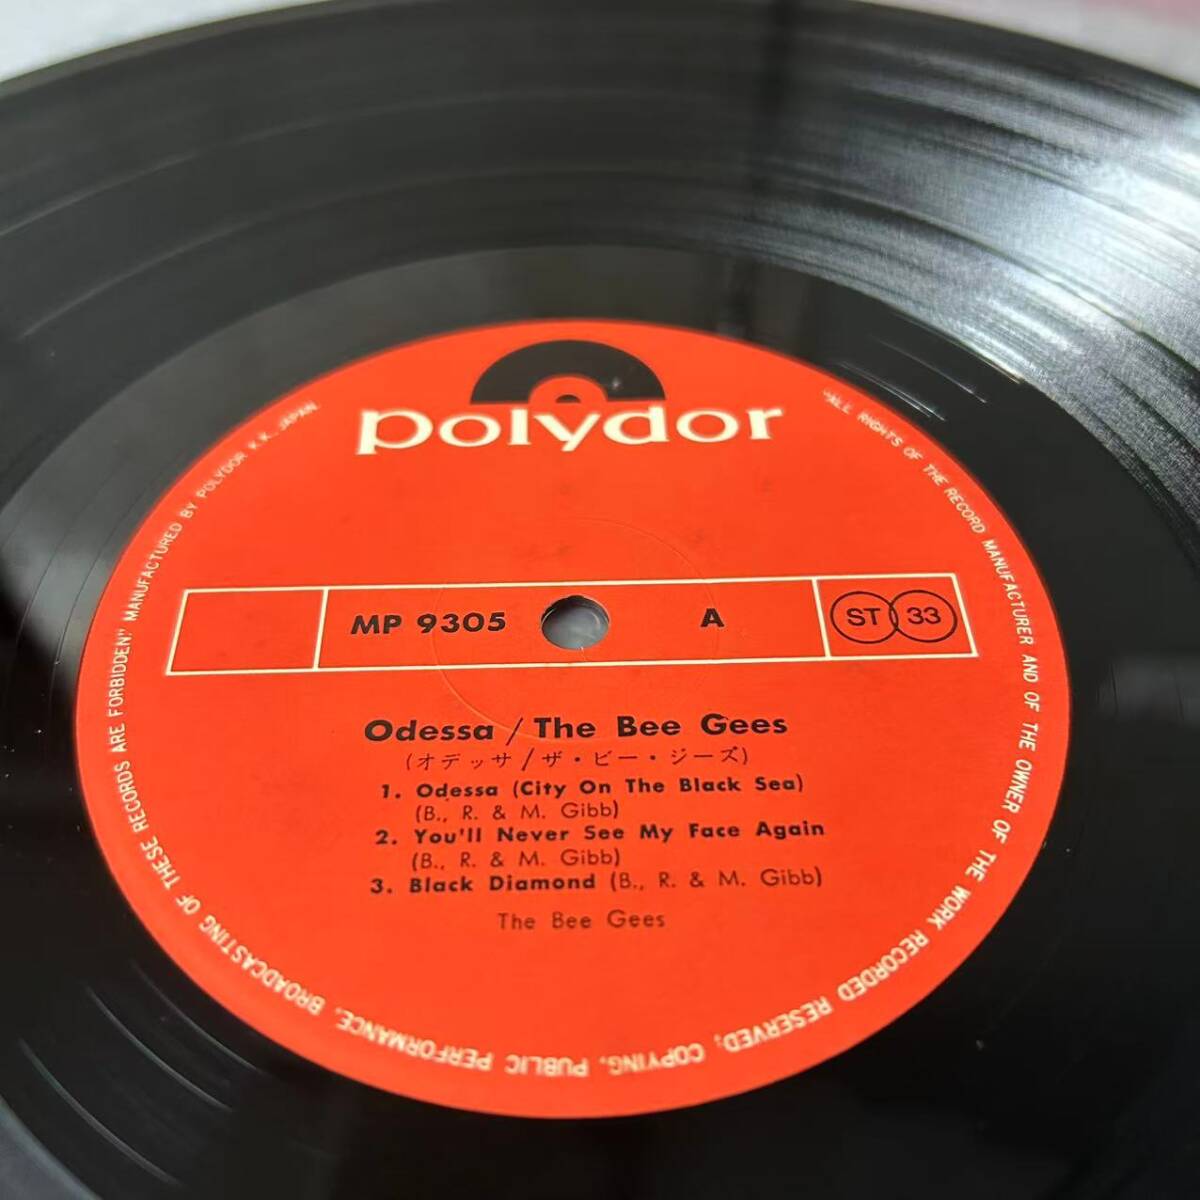 polydor
MP 9305 A ST 33
Odessa / The Bee Gees
(オデッサ/ザ・ビー・ジーズ)
1. Odessa (City On The Black Sea)
(B., R. & M. Gibb)
2. You'll Never See My Face Again
(B., R. & M. Gibb)
3. Black Diamond (B., R. & M. Gibb)
The Bee Gees
"ALL RIGHTS OF THE RECORD MANUFACTURER AND OF THE OWNER OF THE WORK RECORDED RESERVED; COPYING, PUBLIC PERFORMANCE, BROADCASTING OF THESE RECORDS ARE FORBIDDEN" MANUFACTURED BY POLYDOR K.K., JAPAN.